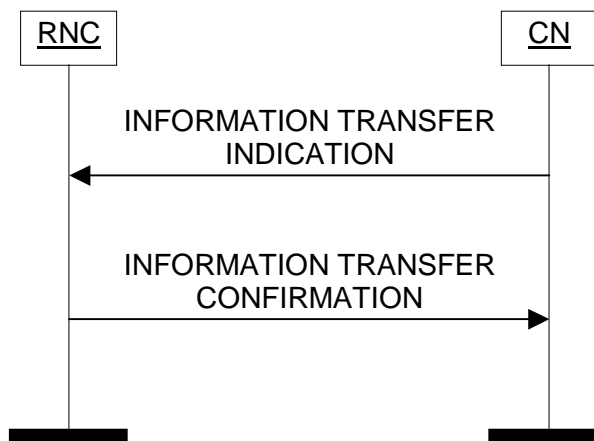 RNC
CN
INFORMATION TRANSFER
INDICATION
INFORMATION TRANSFER
CONFIRMATION